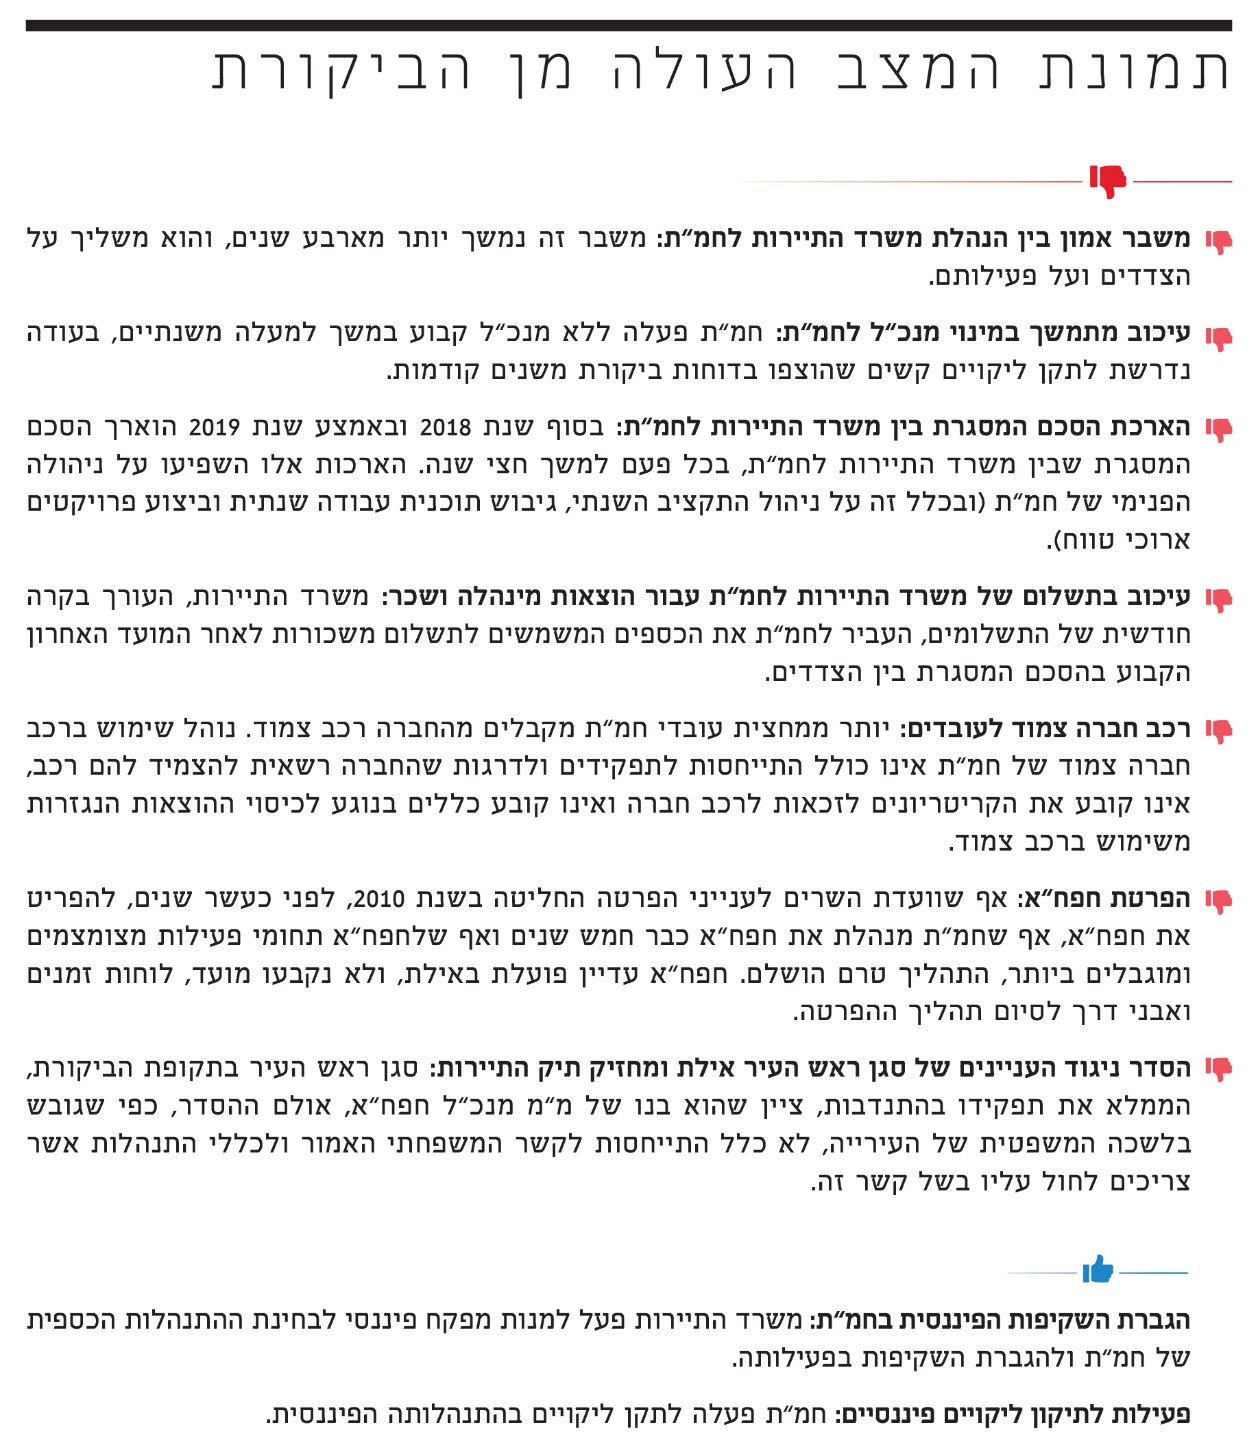 תמונת המצב העולה מן הביקורת
משבר אמון בין הנהלת משרד התיירות לחמ״ת: משבר זה נמשך יותר מארבע שנים, והוא משליך על
הצדדים ועל פעילותם.
עיכוב מתמשך במינוי מנכ״ל לחמ״ת: חמ״ת פעלה ללא מנכ״ל קבוע במשך למעלה משנתיים, בעודה
נדרשת לתקן ליקויים קשים שהוצפו בדוחות ביקורת משנים קודמות.
הארכת הסכם המסגרת בין משרד התיירות לחמ״ת: בסוף שנת 2018 ובאמצע שנת 2019 הוארך הסכם
המסגרת שבין משרד התיירות לחמ״ת, בכל פעם למשך חצי שנה. הארכות אלו השפיעו על ניהולה
הפנימי של חמ״ת (ובכלל זה על ניהול התקציב השנתי, גיבוש תוכנית עבודה שנתית וביצוע פרויקטים
ארוכי טווח).
עיכוב בתשלום של משרד התיירות לחמ״ת עבור הוצאות מינהלה ושכר: משרד התיירות, העורך בקרה
חודשית של התשלומים, העביר לחמ״ת את הכספים המשמשים לתשלום משכורות לאחר המועד האחרון
הקבוע בהסכם המסגרת בין הצדדים.
רכב חברה צמוד לעובדים: יותר ממחצית עובדי חמ״ת מקבלים מהחברה רכב צמוד. נוהל שימוש ברכב
חברה צמוד של חמ״ת אינו כולל התייחסות לתפקידים ולדרגות שהחברה רשאית להצמיד להם רכב,
אינו קובע את הקריטריונים לזכאות לרכב חברה ואינו קובע כללים בנוגע לכיסוי ההוצאות הנגזרות
משימוש ברכב צמוד.
הפרטת חפח״א: אף שוועדת השרים לענייני הפרטה החליטה בשנת 2010, לפני כעשר שנים, להפריט
את חפח״א, אף שחמ״ת מנהלת את חפח״א כבר חמש שנים ואף שלחפח״א תחומי פעילות מצומצמים
ומוגבלים ביותר, התהליך טרם הושלם. חפח״א עדיין פועלת באילת, ולא נקבעו מועד, לוחות זמנים
ואבני דרך לסיום תהליך ההפרטה.
הסדר ניגוד העניינים של סגן ראש העיר אילת ומחזיק תיק התיירות: סגן ראש העיר בתקופת הביקורת,
הממלא את תפקידו בהתנדבות, ציין שהוא בנו של מ״מ מנכ״ל חפח״א, אולם ההסדר, כפי שגובש
בלשכה המשפטית של העירייה, לא כלל התייחסות לקשר המשפחתי האמור ולכללי התנהלות אשר
צריכים לחול עליו בשל קשר זה.
הגברת השקיפות הפיננסית בחמ״ת: משרד התיירות פעל למנות מפקח פיננסי לבחינת ההתנהלות הכספית
של חמ״ת ולהגברת השקיפות בפעילותה.
פעילות לתיקון ליקויים פיננסיים: חמ״ת פעלה לתקן ליקויים בהתנהלותה הפיננסית.